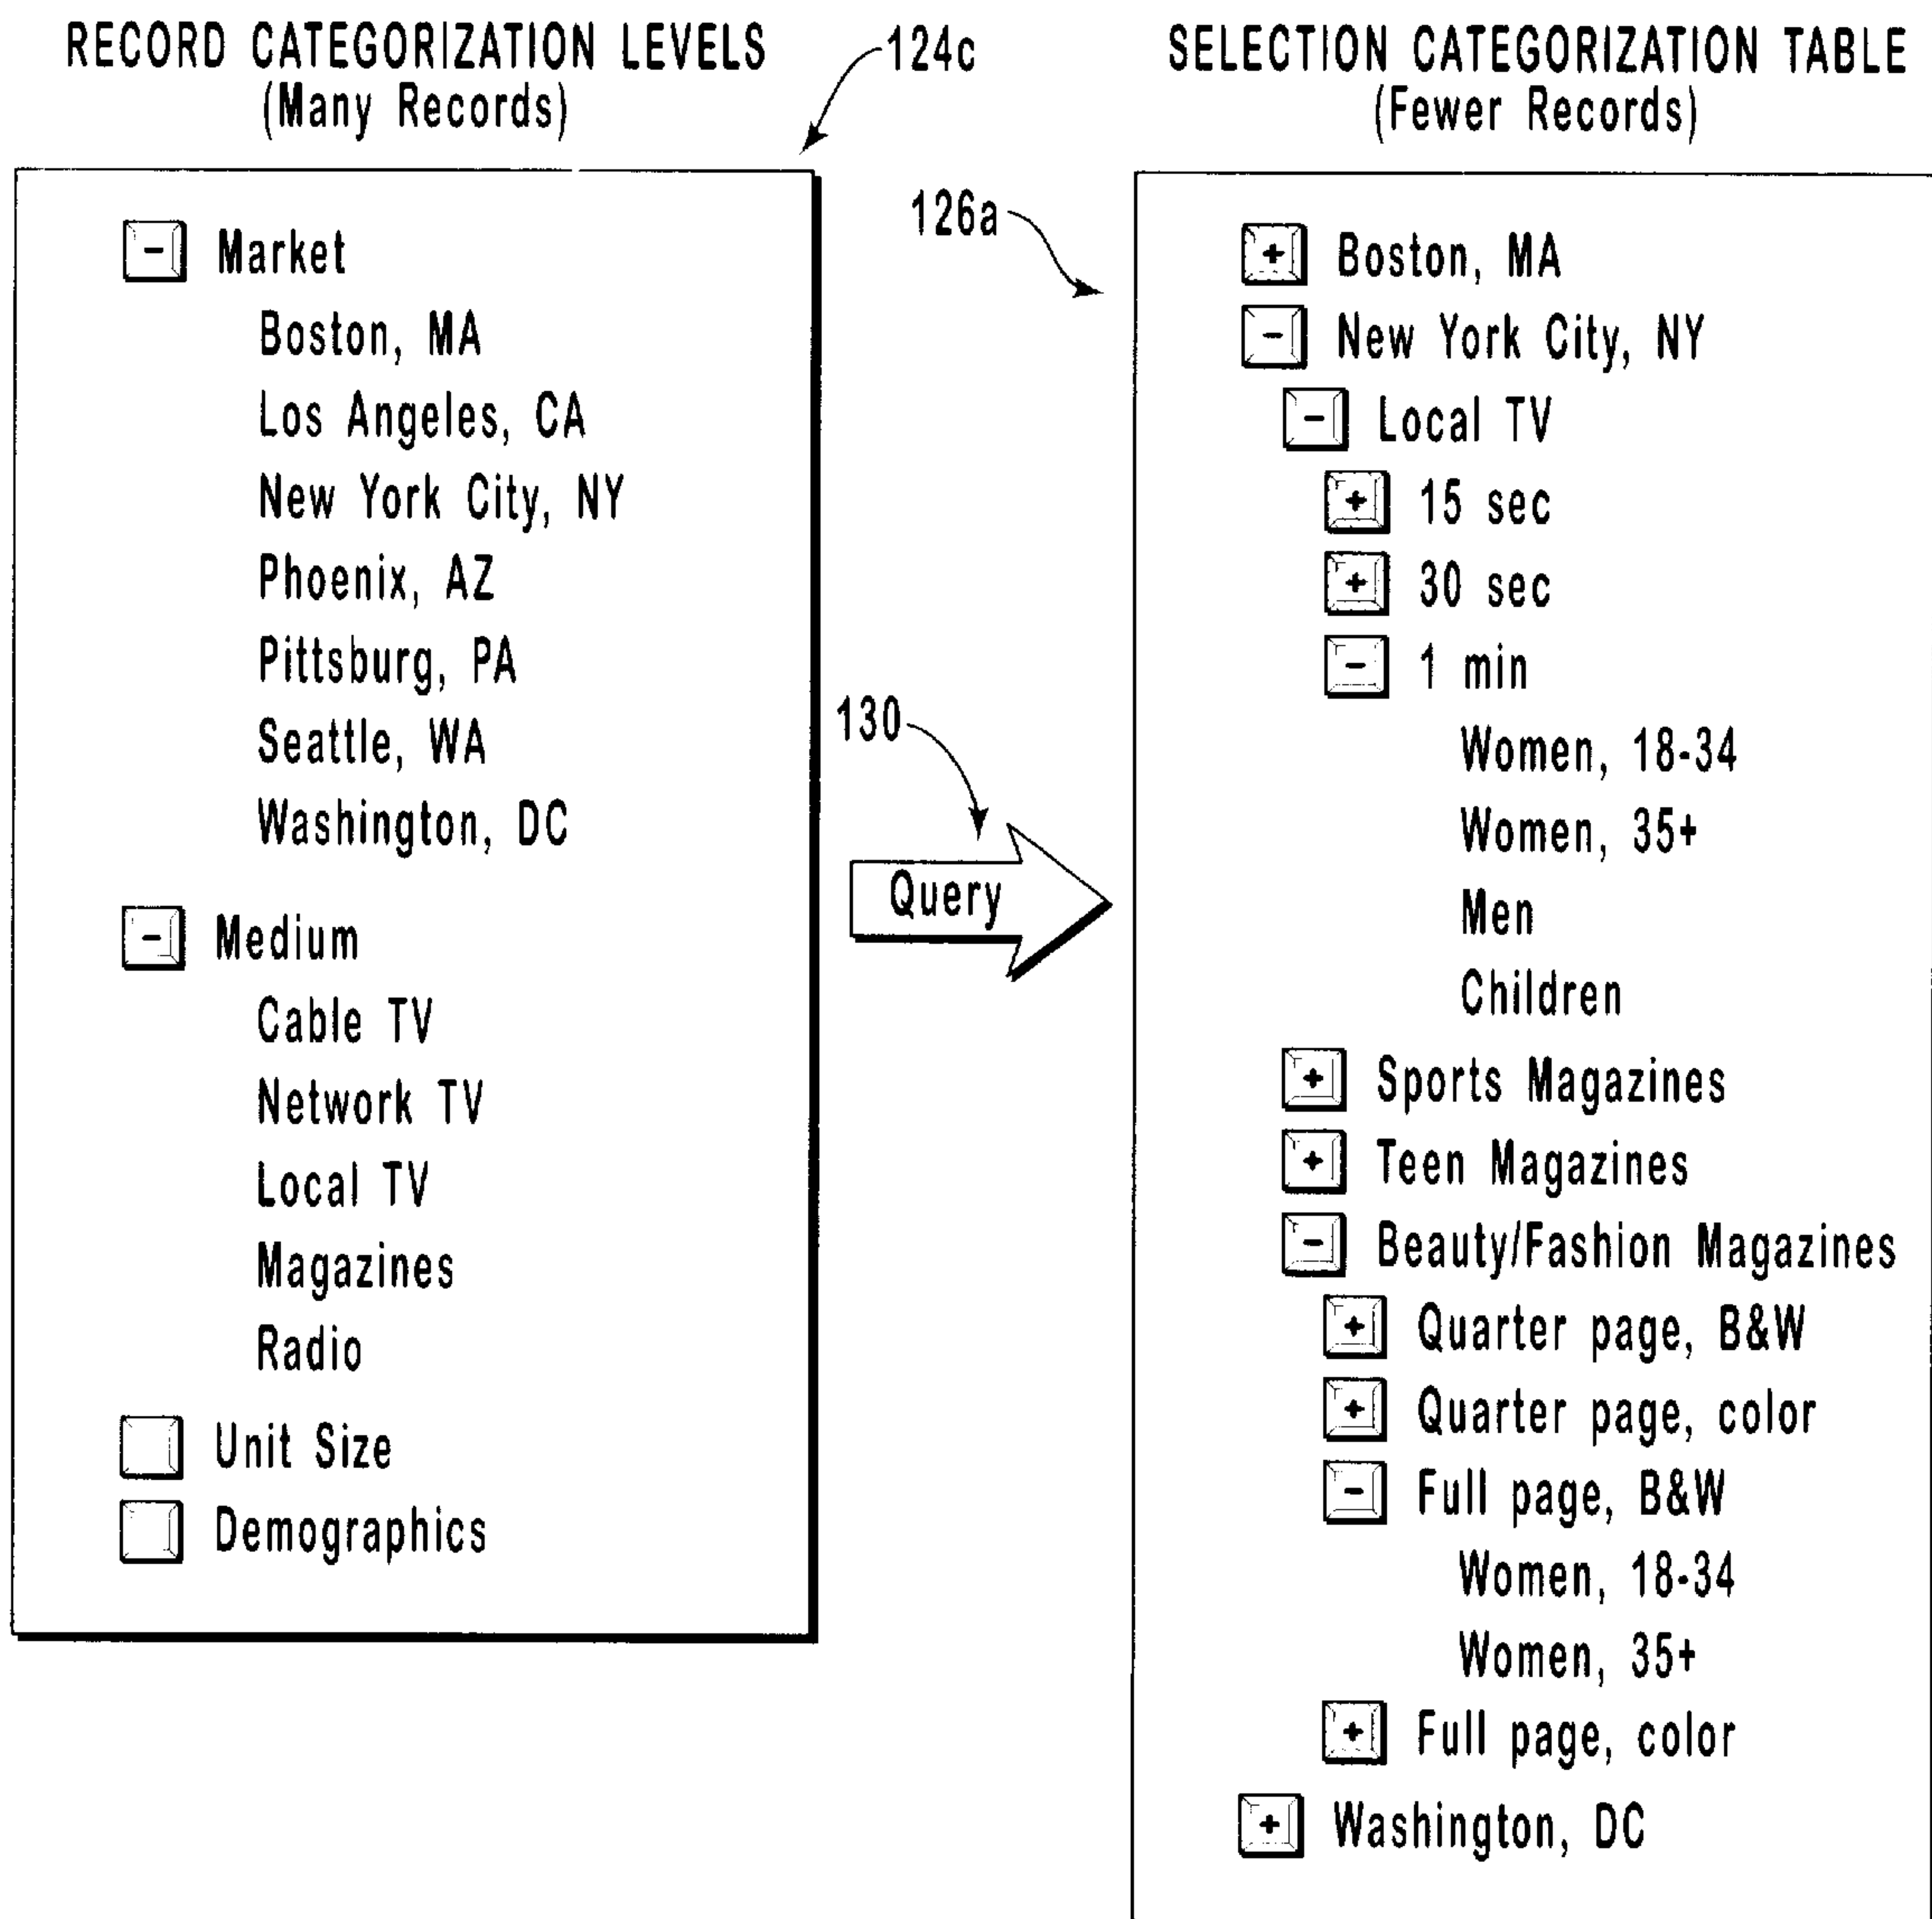 RECORD CATEGORIZATION LEVELS
(Many Records)
124c
- Market
Boston, MA
Los Angeles, CA
New York City, NY
Phoenix, AZ
Pittsburg, PA
Seattle, WA
Washington, DC
- Medium
Cable TV
Network TV
Local TV
Magazines
Radio
Unit Size
Demographics
130
Query
SELECTION CATEGORIZATION TABLE
(Fewer Records)
126a
+ Boston, MA
- New York City, NY
- Local TV
+ 15 sec
+ 30 sec
- 1 min
Women, 18-34
Women, 35+
Men
Children
+ Sports Magazines
+ Teen Magazines
- Beauty/Fashion Magazines
+ Quarter page, B&W
+ Quarter page, color
- Full page, B&W
Women, 18-34
Women, 35+
+ Full page, color
+ Washington, DC